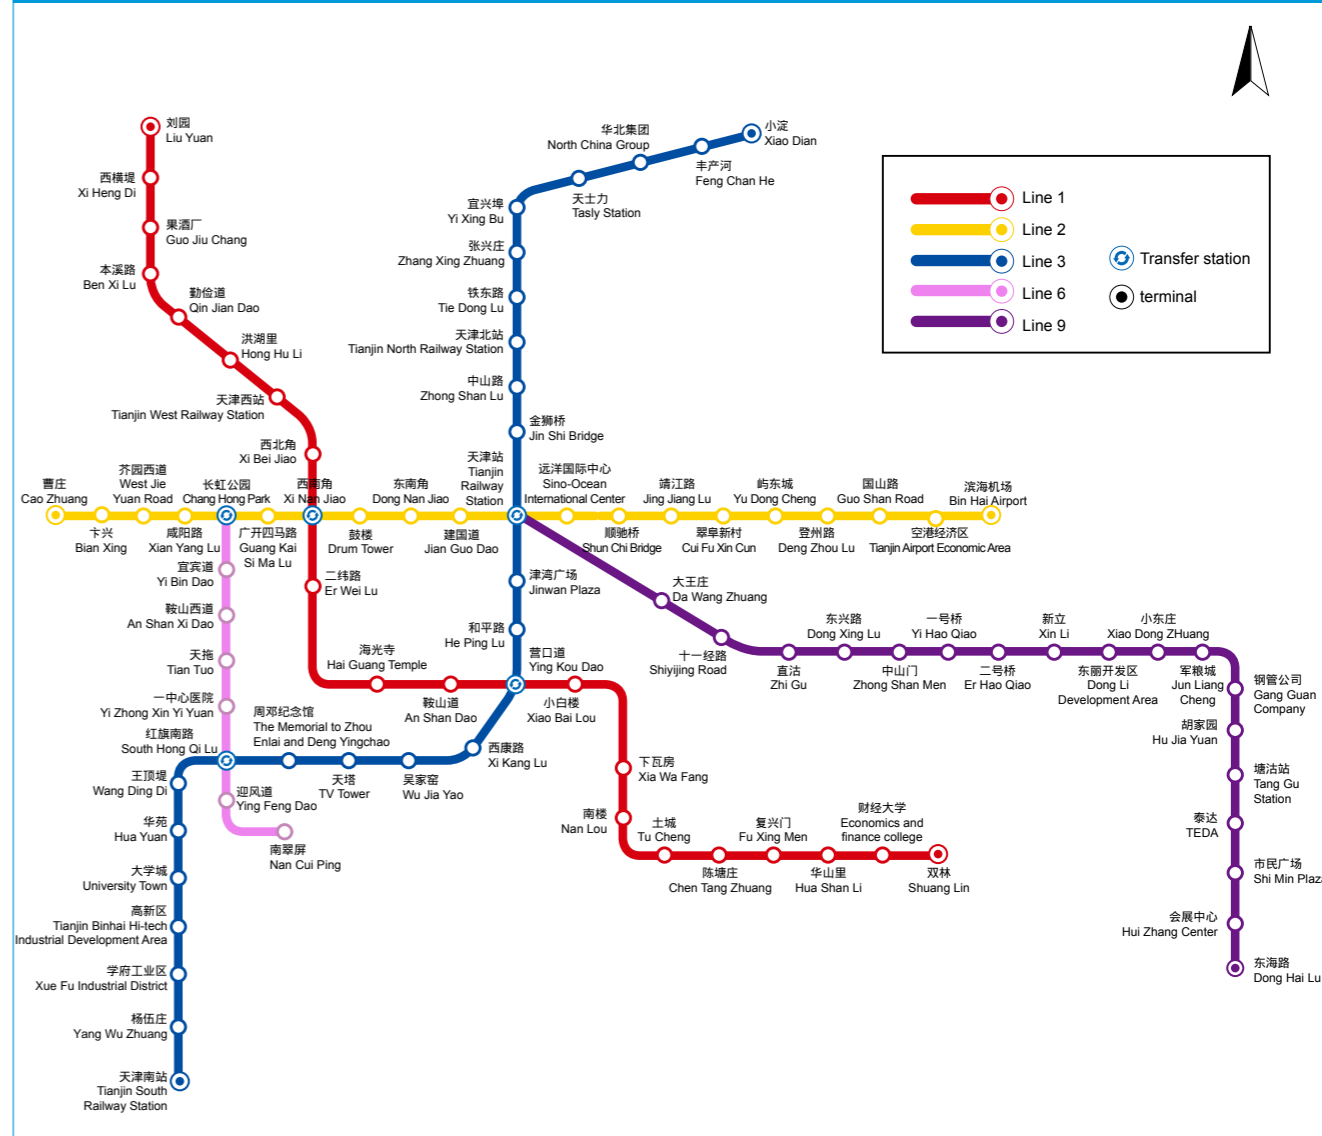 刘园
Liu Yuan
西横堤
Xi Heng Di
果酒厂
Guo Jiu Chang
本溪路
Ben Xi Lu
勤俭道
Qin Jian Dao
洪湖里
Hong Hu Li
天津西站
Tianjin West Railway Station
西北角
Xi Bei Jiao
小淀
Xiao Dian
华北集团
North China Group
丰产河
Feng Chan He
天士力
Tasly Station
宜兴埠
Yi Xing Bu
张兴庄
Zhang Xing Zhuang
铁东路
Tie Dong Lu
天津北站
Tianjin North Railway Station
中山路
Zhong Shan Lu
金狮桥
Jin Shi Bridge
Line 1
Line 2
Line 3
Line 6
Line 9
Transfer station
terminal
曹庄
Cao Zhuang
卞兴
Bian Xing
芥园西道
West Jie
Yuan Road
咸阳路
Xian Yang Lu
长虹公园
Chang Hong Park
广开四马路
Guang Kai
Si Ma Lu
西南角
Xi Nan Jiao
鼓楼
Drum Tower
东南角
Dong Nan Jiao
建国道
Jian Guo Dao
天津站
Tianjin
Railway
Station
远洋国际中心
Sino-Ocean
International Center
顺驰桥
Shun Chi Bridge
靖江路
Jing Jiang Lu
翠阜新村
Cui Fu Xin Cun
屿东城
Yu Dong Cheng
登州路
Deng Zhou Lu
国山路
Guo Shan Road
空港经济区
Tianjin Airport Economic Area
滨海机场
Bin Hai Airport
宜宾道
Yi Bin Dao
鞍山西道
An Shan Xi Dao
天拖
Tian Tuo
一中心医院
Yi Zhong Xin Yi Yuan
红旗南路
South Hong Qi Lu
迎风道
Ying Feng Dao
南翠屏
Nan Cui Ping
二纬路
Er Wei Lu
海光寺
Hai Guang Temple
鞍山道
An Shan Dao
营口道
Ying Kou Dao
小白楼
Xiao Bai Lou
下瓦房
Xia Wa Fang
南楼
Nan Lou
土城
Tu Cheng
陈塘庄
Chen Tang Zhuang
复兴门
Fu Xing Men
华山里
Hua Shan Li
财经大学
Economics and
finance college
双林
Shuang Lin
津湾广场
Jinwan Plaza
和平路
He Ping Lu
西康路
Xi Kang Lu
吴家窑
Wu Jia Yao
天塔
TV Tower
周邓纪念馆
The Memorial to Zhou
Enlai and Deng Yingchao
王顶堤
Wang Ding Di
华苑
Hua Yuan
大学城
University Town
高新区
Tianjin Binhai Hi-tech
Industrial Development Area
学府工业区
Xue Fu Industrial District
杨伍庄
Yang Wu Zhuang
天津南站
Tianjin South
Railway Station
大王庄
Da Wang Zhuang
十一经路
Shiyijing Road
直沽
Zhi Gu
东兴路
Dong Xing Lu
中山门
Zhong Shan Men
一号桥
Yi Hao Qiao
二号桥
Er Hao Qiao
新立
Xin Li
东丽开发区
Dong Li
Development Area
小东庄
Xiao Dong ZHuang
军粮城
Jun Liang
Cheng
钢管公司
Gang Guan
Company
胡家园
Hu Jia Yuan
塘沽站
Tang Gu
Station
泰达
TEDA
市民广场
Shi Min Plaza
会展中心
Hui Zhang Center
东海路
Dong Hai Lu